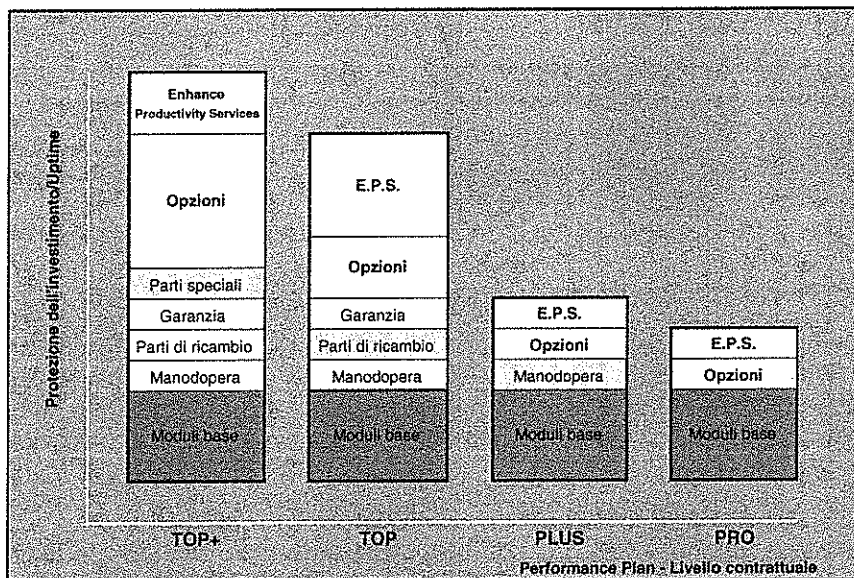 Protezione dell'Investimento/Uptime
Enhance
Productivity Services
Opzioni
Parti speciali
Garanzia
Parti di ricambio
Manodopera
Moduli base
E.P.S.
Opzioni
Garanzia
Parti di ricambio
Manodopera
Moduli base
E.P.S.
Opzioni
Manodopera
Moduli base
E.P.S.
Opzioni
Moduli base
TOP+
TOP
PLUS
PRO
Performance Plan - Livello contrattuale